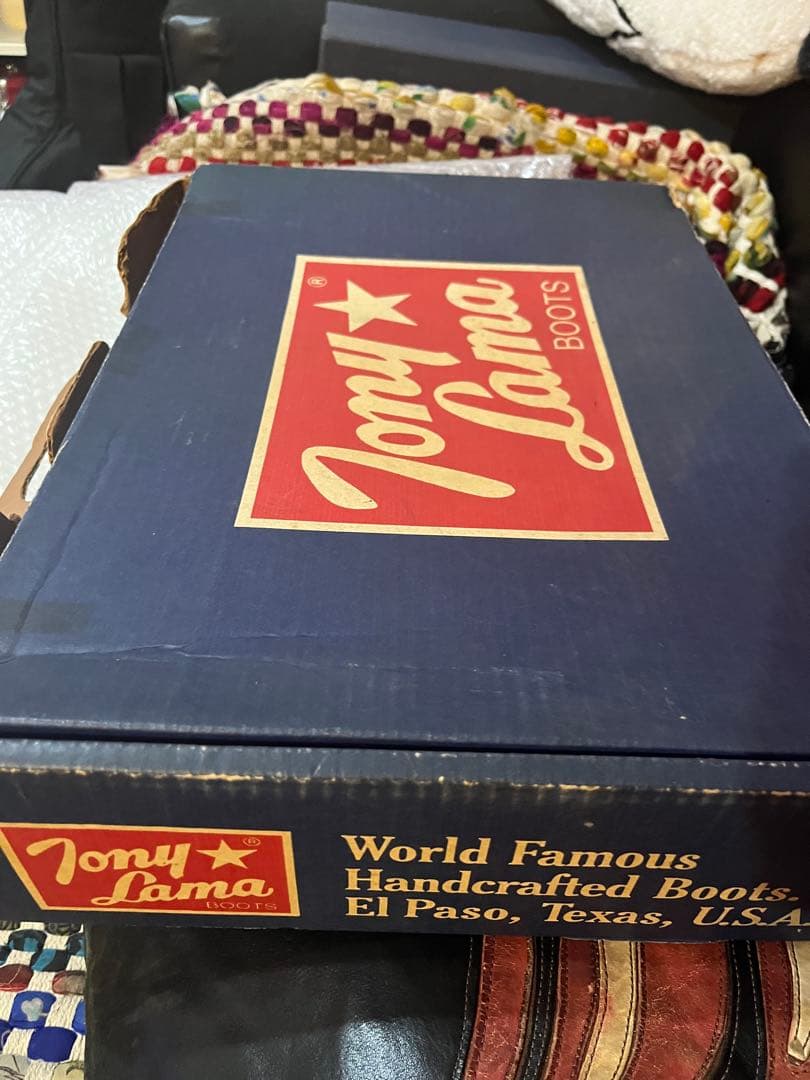 Tony
Lama
BOOTS
®
Tony
Lama
BOOTS
®
World Famous
Handcrafted Boots.
El Paso, Texas, U.S.A.